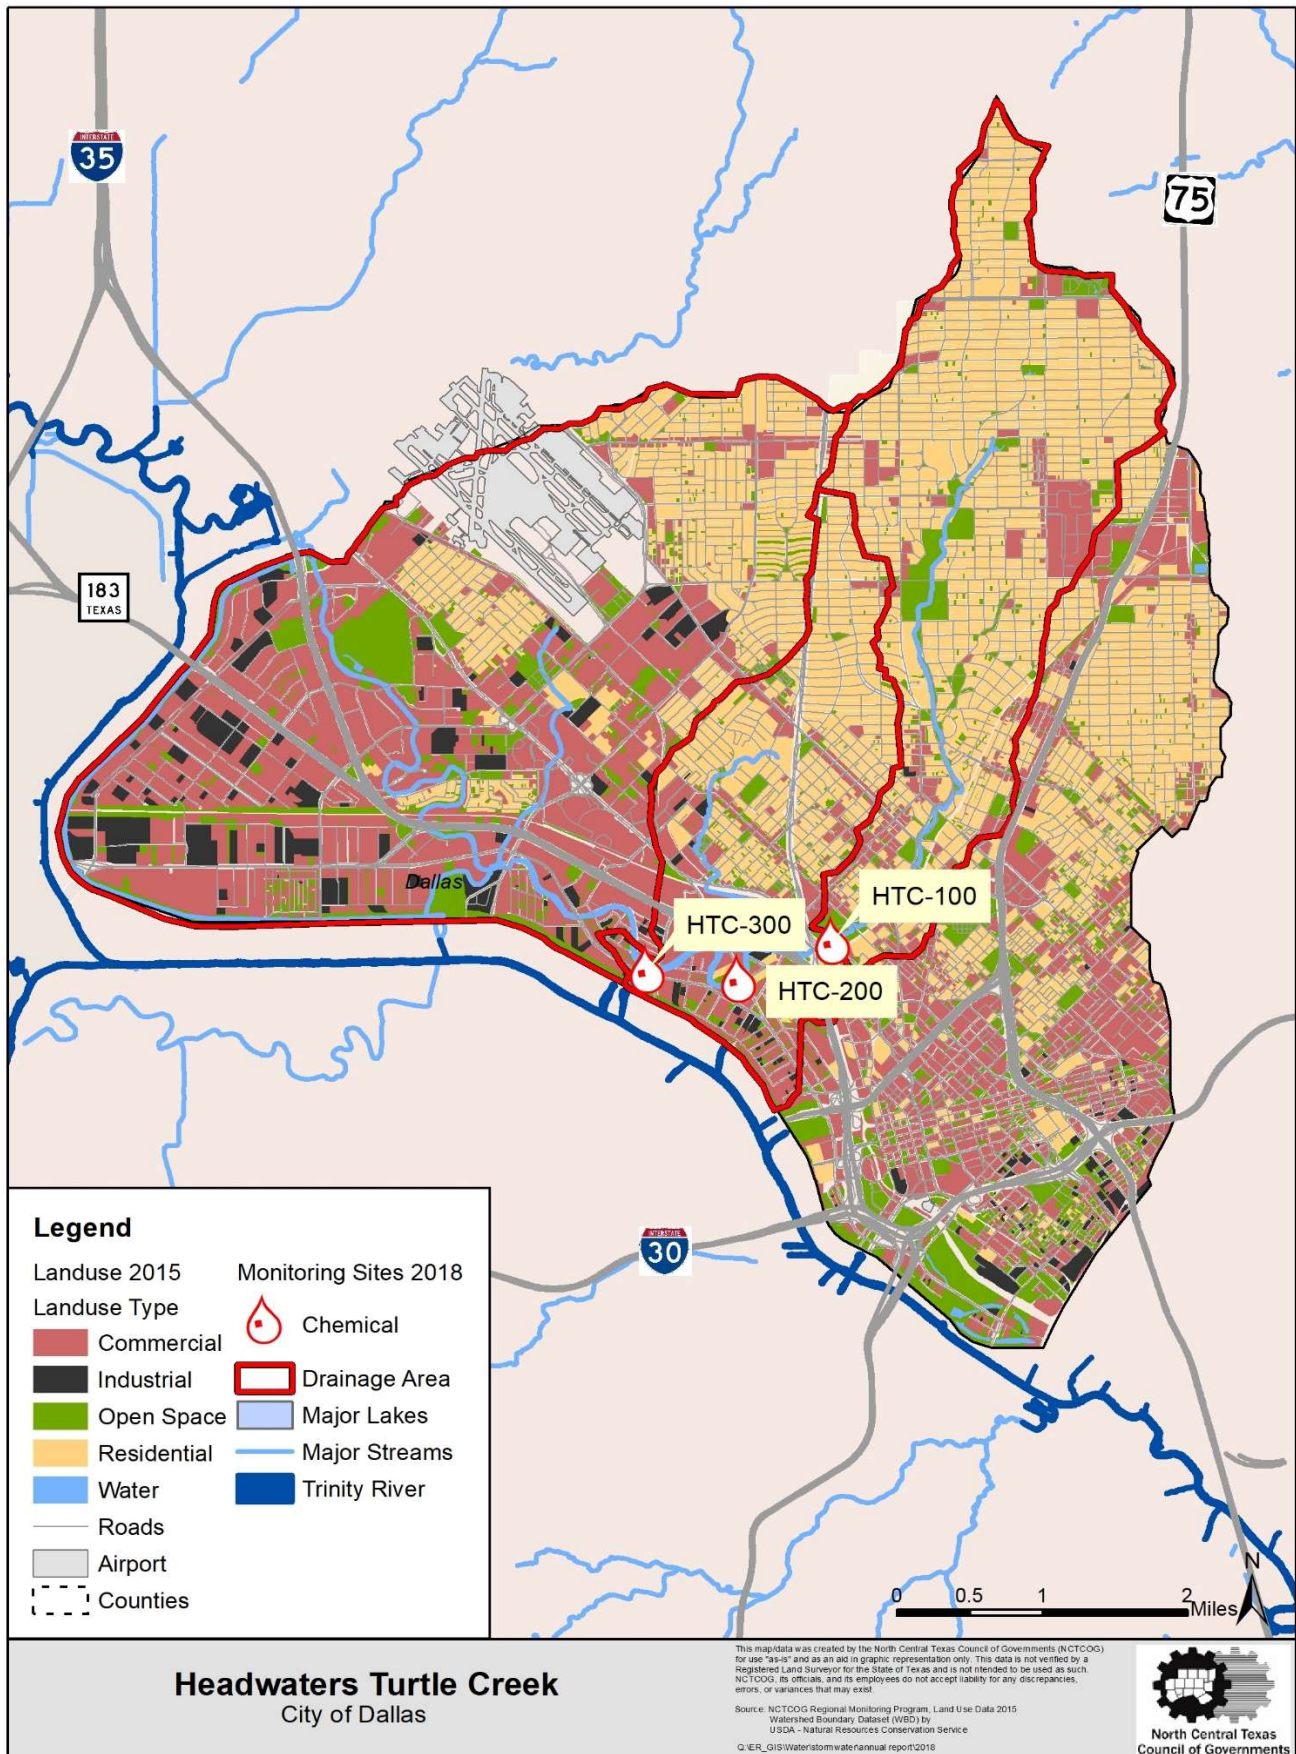 INTERSTATE
35
75
183
TEXAS
Dallas
HTC-100
HTC-300
HTC-200
INTERSTATE
30
Legend
Landuse 2015
Landuse Type
Commercial
Industrial
Open Space
Residential
Water
Roads
Airport
Counties
Monitoring Sites 2018
Chemical
Drainage Area
Major Lakes
Major Streams
Trinity River
N
0 0.5 1 2
Miles
Headwaters Turtle Creek
City of Dallas
This map/data was created by the North Central Texas Council of Governments (NCTCOG)
for use "as-is" and as an aid in graphic representation only. This data is not verified by a
Registered Land Surveyor for the State of Texas and is not intended to be used as such.
NCTCOG, its officials, and its employees do not accept liability for any discrepancies,
errors, or variances that may exist.
Source: NCTCOG Regional Monitoring Program, Land Use Data 2015
Watershed Boundary Dataset (WBD) by
USDA - Natural Resources Conservation Service
Q:\ER_GIS\Water\stormwater\annual report\2018
North Central Texas
Council of Governments